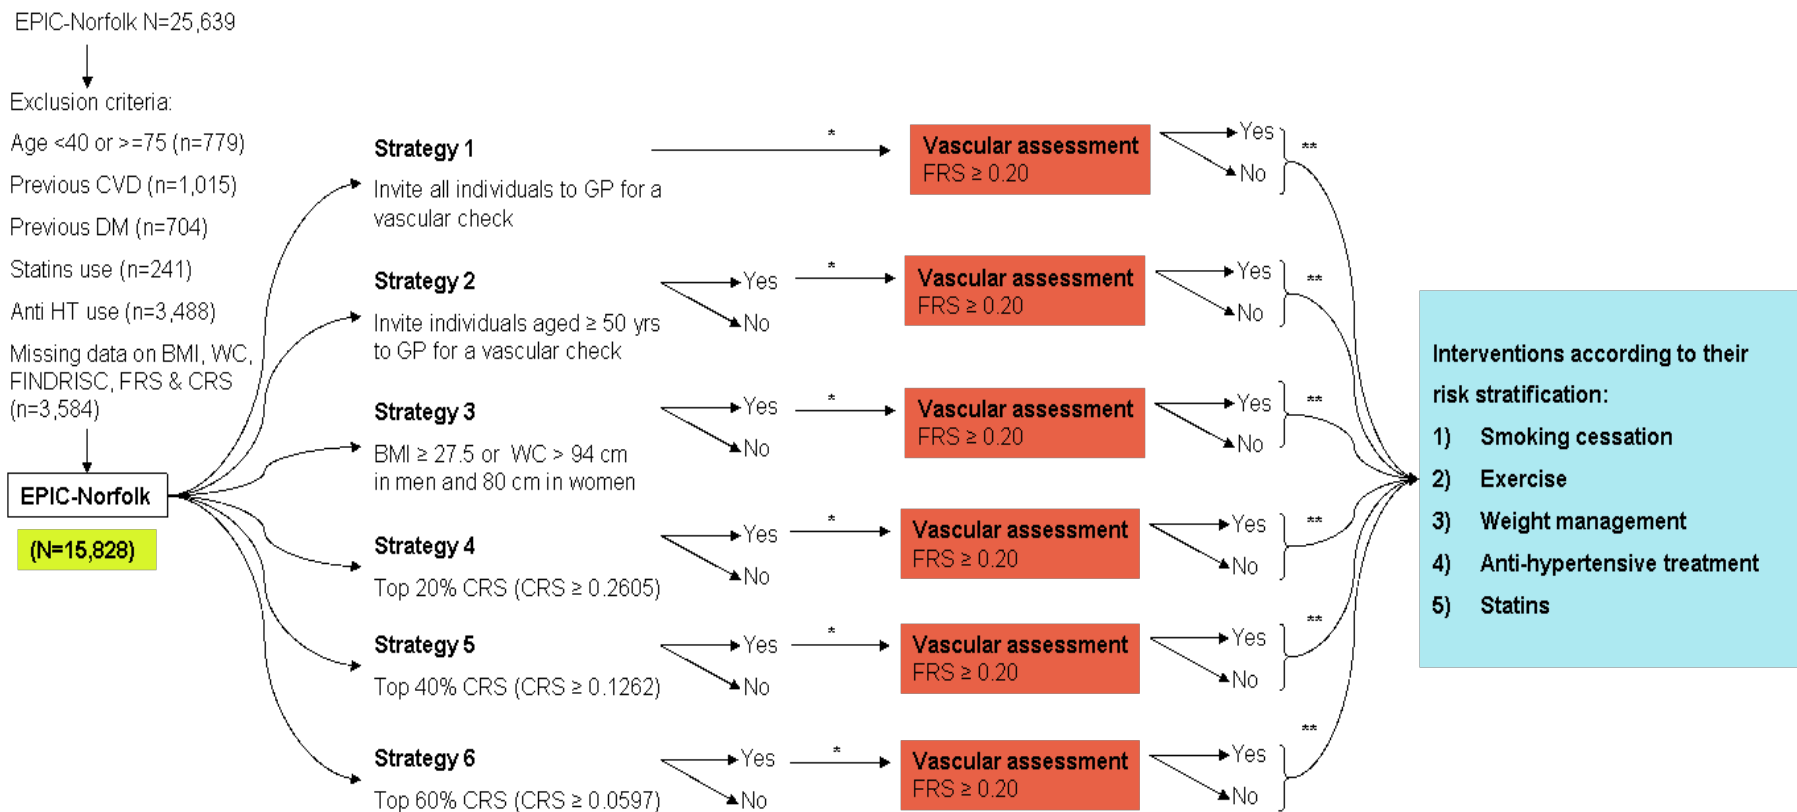 EPIC-Norfolk N=25,639
Exclusion criteria:
Age <40 or >=75 (n=779)
Previous CVD (n=1,015)
Previous DM (n=704)
Statins use (n=241)
Anti HT use (n=3,488)
Missing data on BMI, WC,
FINDRISC, FRS & CRS
(n=3,584)
EPIC-Norfolk
(N=15,828)
Strategy 1
Invite all individuals to GP for a
vascular check
*
Vascular assessment
FRS ≥ 0.20
Yes
No
**
Strategy 2
Invite individuals aged ≥ 50 yrs
to GP for a vascular check
Yes
No
*
Vascular assessment
FRS ≥ 0.20
Yes
No
**
Strategy 3
BMI ≥ 27.5 or WC > 94 cm
in men and 80 cm in women
Yes
No
*
Vascular assessment
FRS ≥ 0.20
Yes
No
**
Strategy 4
Top 20% CRS (CRS ≥ 0.2605)
Yes
No
*
Vascular assessment
FRS ≥ 0.20
Yes
No
**
Strategy 5
Top 40% CRS (CRS ≥ 0.1262)
Yes
No
*
Vascular assessment
FRS ≥ 0.20
Yes
No
**
Strategy 6
Top 60% CRS (CRS ≥ 0.0597)
Yes
No
*
Vascular assessment
FRS ≥ 0.20
Yes
No
**
Interventions according to their
risk stratification:
1) Smoking cessation
2) Exercise
3) Weight management
4) Anti-hypertensive treatment
5) Statins